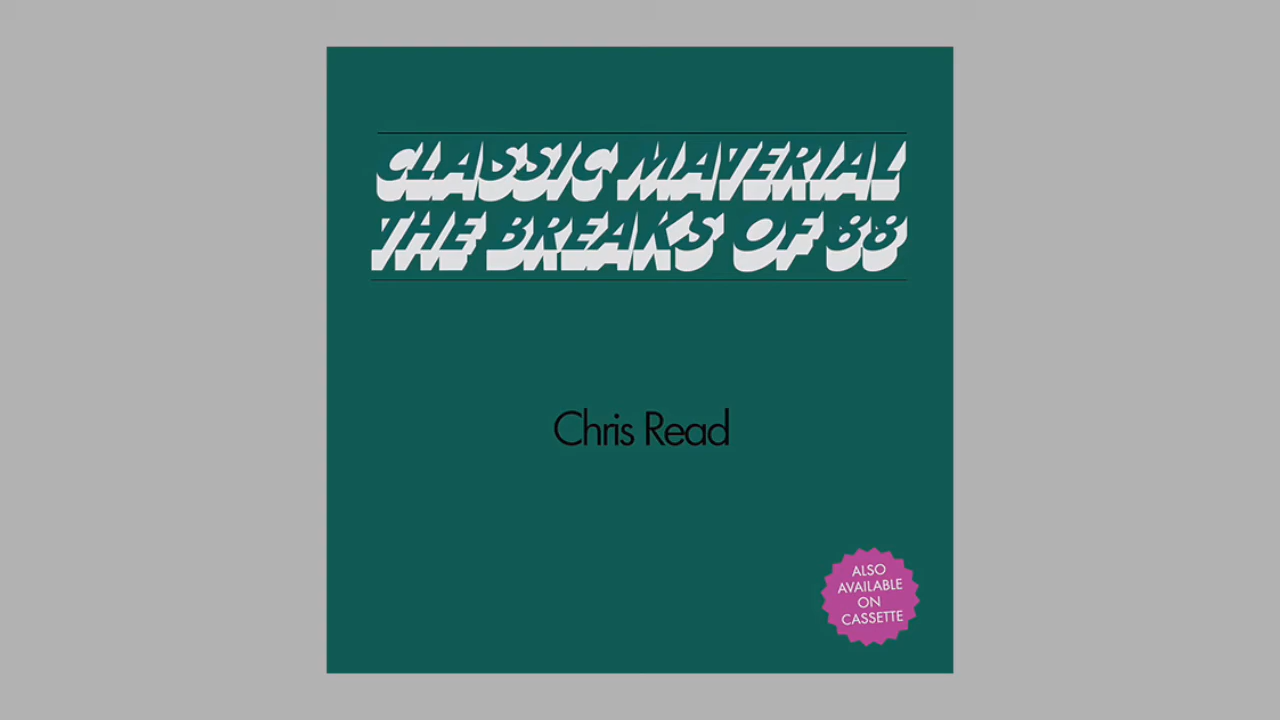 CLASSIC MATERIAL
THE BREAKS OF 88
Chris Read
ALSO
AVAILABLE
ON
CASSETTE